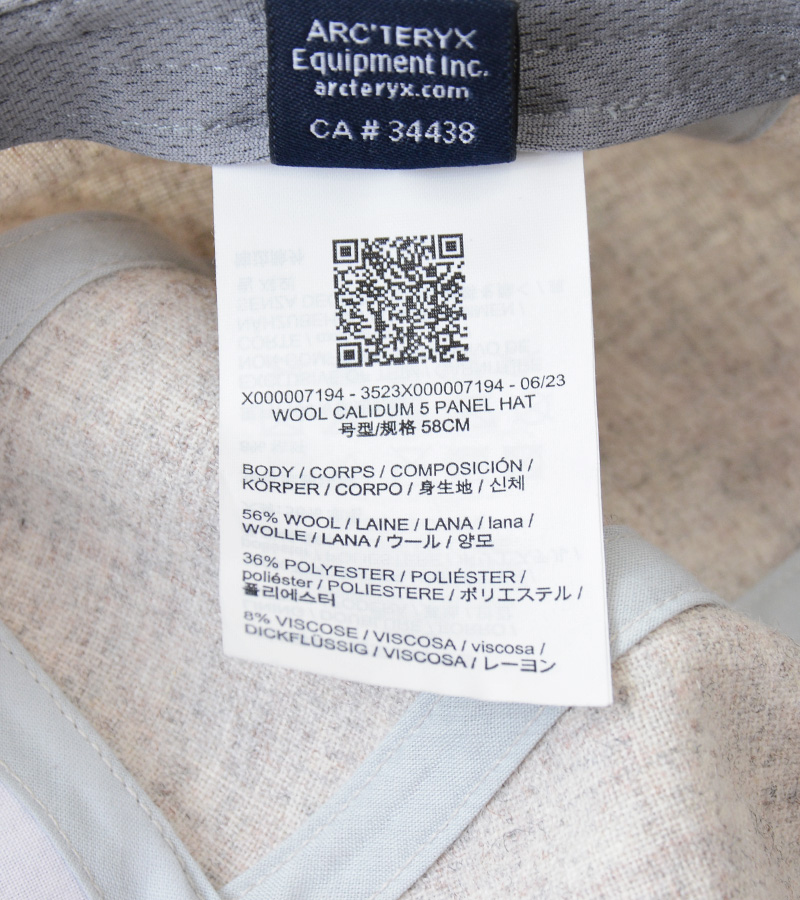 ARC'TERYX
Equipment Inc.
arcteryx.com
CA # 34438
X000007194 - 3523X000007194 - 06/23
WOOL CALIDUM 5 PANEL HAT
号型/规格 58CM
BODY / CORPS / COMPOSICIÓN /
KÖRPER / CORPO / 身生地 / 신체
56% WOOL / LAINE / LANA / lana /
WOLLE / LANA / ウール / 양모
36% POLYESTER / POLIÉSTER /
poliéster / POLIESTERE / ポリエステル /
폴리에스터
8% VISCOSE / VISCOSA / viscosa /
DICKFLÜSSIG / VISCOSA / レーヨン